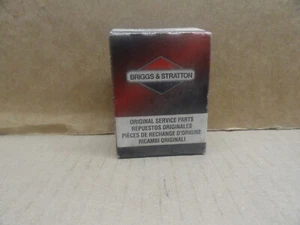 BRIGGS & STRATTON
ORIGINAL SERVICE PARTS
REPUESTOS ORIGINALES
PIÈCES DE RECHANGE D'ORIGINE
RICAMBI ORIGINALI